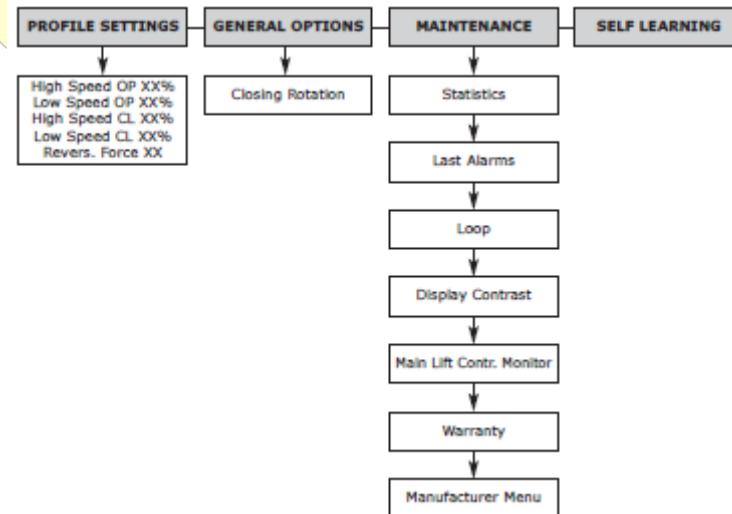 PROFILE SETTINGS
GENERAL OPTIONS
MAINTENANCE
SELF LEARNING
High Speed OP XX%
Low Speed OP XX%
High Speed CL XX%
Low Speed CL XX%
Revers. Force XX
Closing Rotation
Statistics
Last Alarms
Loop
Display Contrast
Main Lift Contr. Monitor
Warranty
Manufacturer Menu